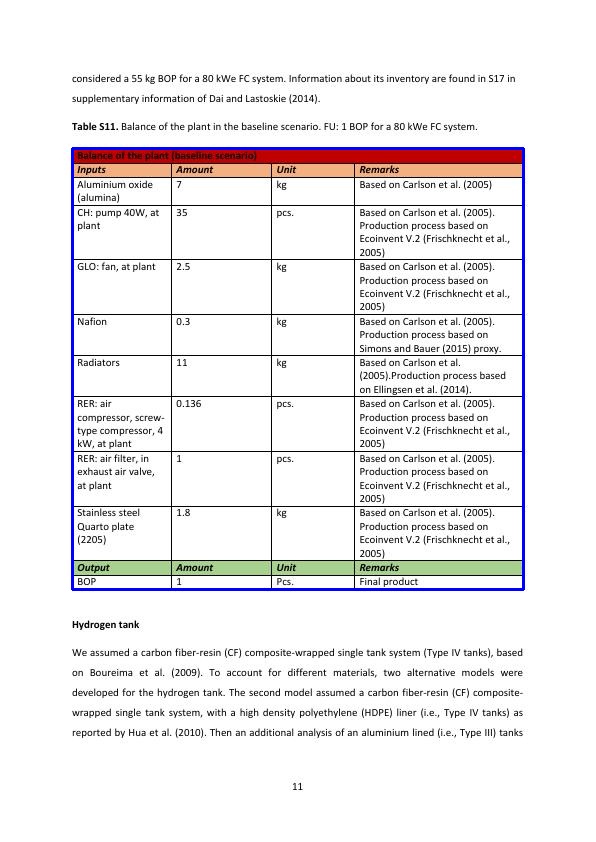 considered a 55 kg BOP for a 80 kWe FC system. Information about its inventory are found in S17 in
supplementary information of Dai and Lastoskie (2014).
Table S11. Balance of the plant in the baseline scenario. FU: 1 BOP for a 80 kWe FC system.
Balance of the plant (baseline scenario)
Inputs Amount Unit Remarks
Aluminium oxide 7 kg Based on Carlson et al. (2005)
(alumina)
CH: pump 40W, at 35 pcs. Based on Carlson et al. (2005).
plant Production process based on
Ecoinvent V.2 (Frischknecht et al.,
2005)
GLO: fan, at plant 2.5 kg Based on Carlson et al. (2005).
Production process based on
Ecoinvent V.2 (Frischknecht et al.,
2005)
Nafion 0.3 kg Based on Carlson et al. (2005).
Production process based on
Simons and Bauer (2015) proxy.
Radiators 11 kg Based on Carlson et al.
(2005).Production process based
on Ellingsen et al. (2014).
RER: air 0.136 pcs. Based on Carlson et al. (2005).
compressor, screw- Production process based on
type compressor, 4 Ecoinvent V.2 (Frischknecht et al.,
kW, at plant 2005)
RER: air filter, in 1 pcs. Based on Carlson et al. (2005).
exhaust air valve, Production process based on
at plant Ecoinvent V.2 (Frischknecht et al.,
2005)
Stainless steel 1.8 kg Based on Carlson et al. (2005).
Quarto plate Production process based on
(2205) Ecoinvent V.2 (Frischknecht et al.,
2005)
Output Amount Unit Remarks
BOP 1 Pcs. Final product
Hydrogen tank
We assumed a carbon fiber-resin (CF) composite-wrapped single tank system (Type IV tanks), based
on Boureima et al. (2009). To account for different materials, two alternative models were
developed for the hydrogen tank. The second model assumed a carbon fiber-resin (CF) composite-
wrapped single tank system, with a high density polyethylene (HDPE) liner (i.e., Type IV tanks) as
reported by Hua et al. (2010). Then an additional analysis of an aluminium lined (i.e., Type III) tanks
11